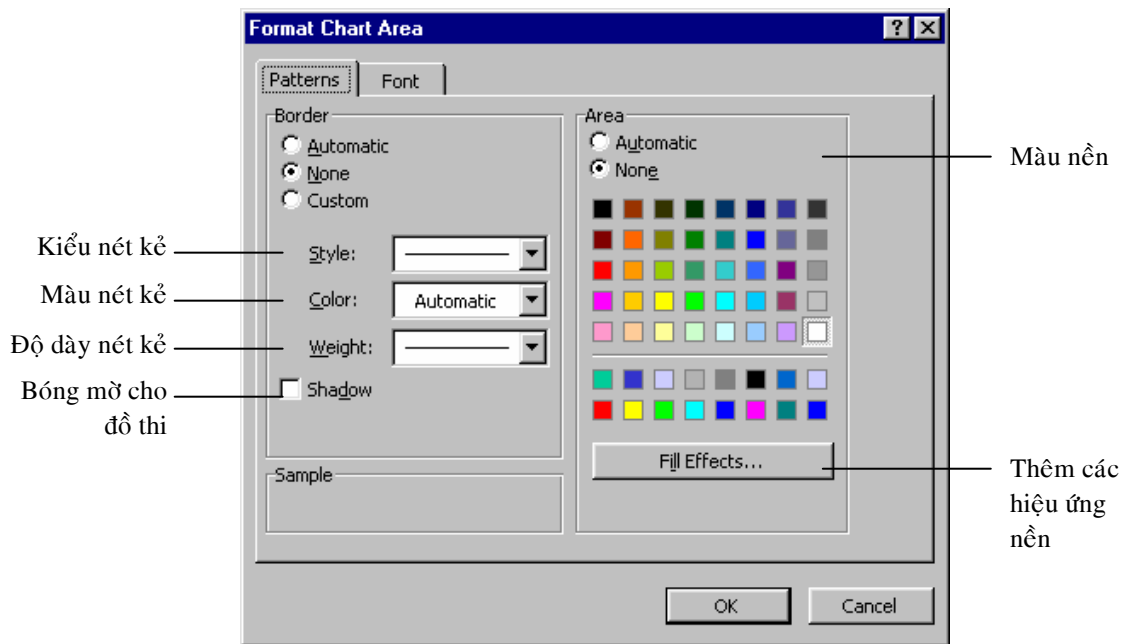 Format Chart Area
Patterns
Font
Border
Automatic
None
Custom
Style:
Color:
Automatic
Weight:
Shadow
Sample
Area
Automatic
None
Fill Effects...
OK
Cancel
Kiểu nét kẻ
Màu nét kẻ
Độ dày nét kẻ
Bóng mờ cho
đồ thi
Màu nền
Thêm các
hiệu ứng
nền